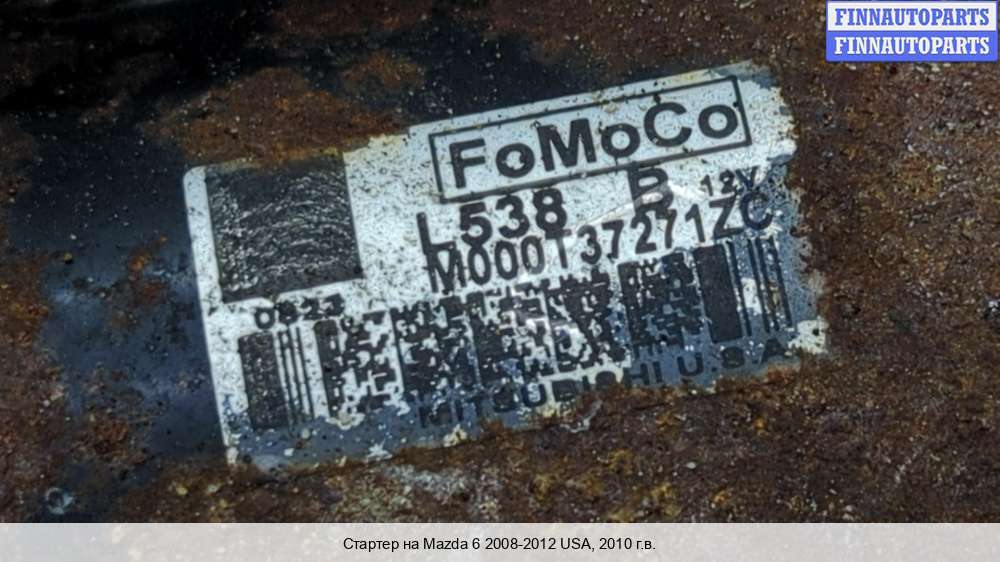 FINNAUTOPARTS
FINNAUTOPARTS
FoMoCo
L538 B 12V
M000T37271ZC
0823
MITSUBISHI U.S.A
Стартер на Mazda 6 2008-2012 USA, 2010 г.в.